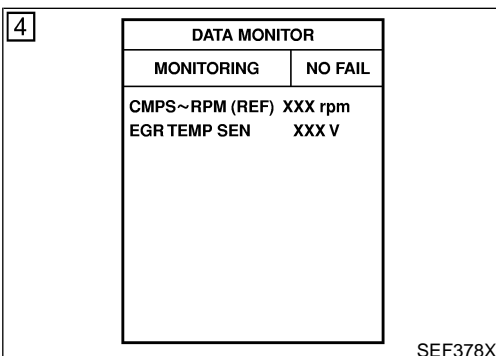 4
DATA MONITOR
MONITORING NO FAIL
CMPS~RPM (REF) XXX rpm
EGR TEMP SEN XXX V
SEF378X